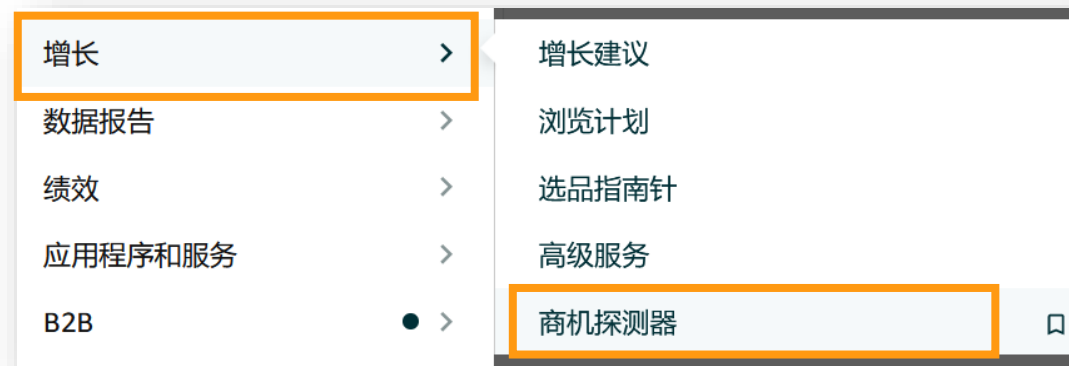 增长
数据报告
绩效
应用程序和服务
B2B
增长建议
浏览计划
选品指南针
高级服务
商机探测器